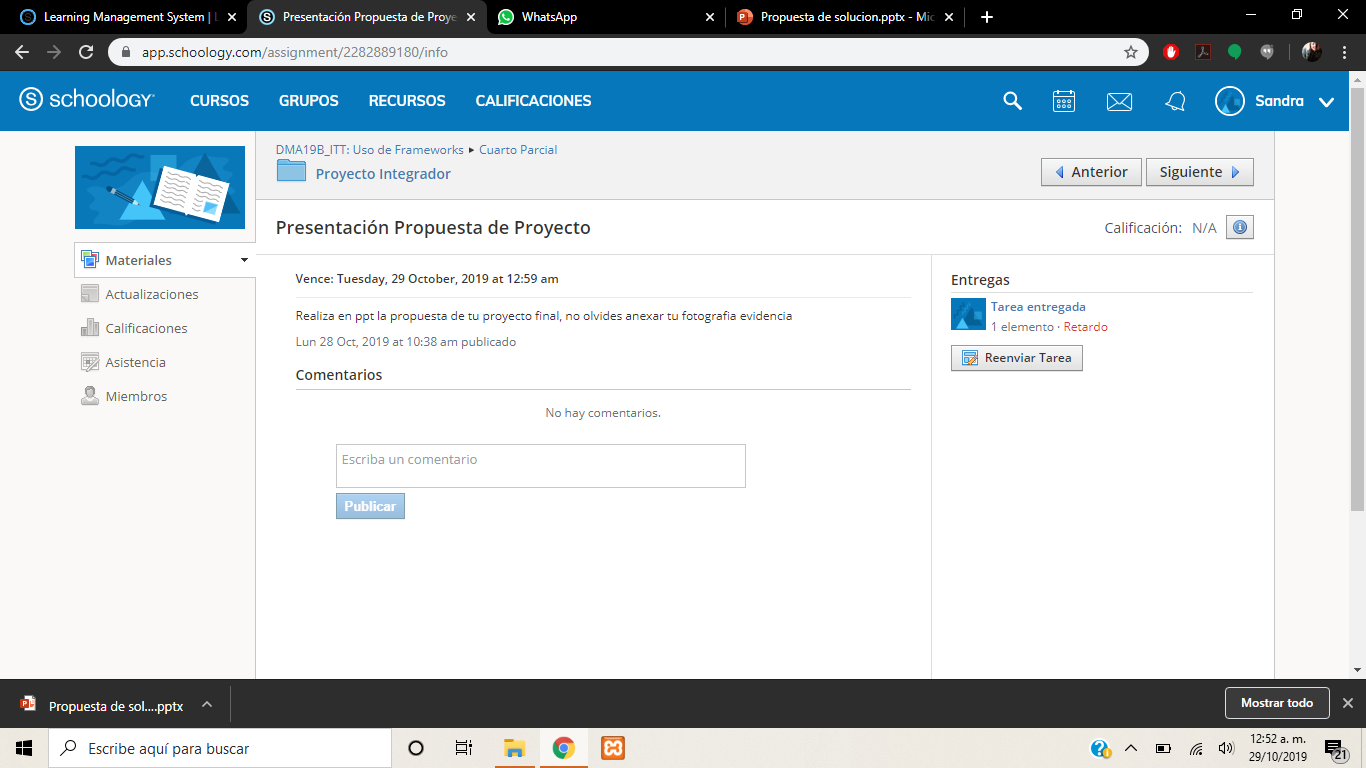 Learning Management System | L
Presentación Propuesta de Proye
WhatsApp
Propuesta de solucion.pptx - Mic
app.schoology.com/assignment/2282889180/info
S schoology
CURSOS
GRUPOS
RECURSOS
CALIFICACIONES
Sandra
DMA19B_ITT: Uso de Frameworks ▸ Cuarto Parcial
Proyecto Integrador
Anterior
Siguiente
Materiales
Actualizaciones
Calificaciones
Asistencia
Miembros
Presentación Propuesta de Proyecto
Calificación: N/A
Vence: Tuesday, 29 October, 2019 at 12:59 am
Realiza en ppt la propuesta de tu proyecto final, no olvides anexar tu fotografia evidencia
Lun 28 Oct, 2019 at 10:38 am publicado
Comentarios
No hay comentarios.
Escriba un comentario
Publicar
Entregas
Tarea entregada
1 elemento · Retardo
Reenviar Tarea
Propuesta de sol....pptx
Mostrar todo
Escribe aquí para buscar
12:52 a. m.
29/10/2019
21